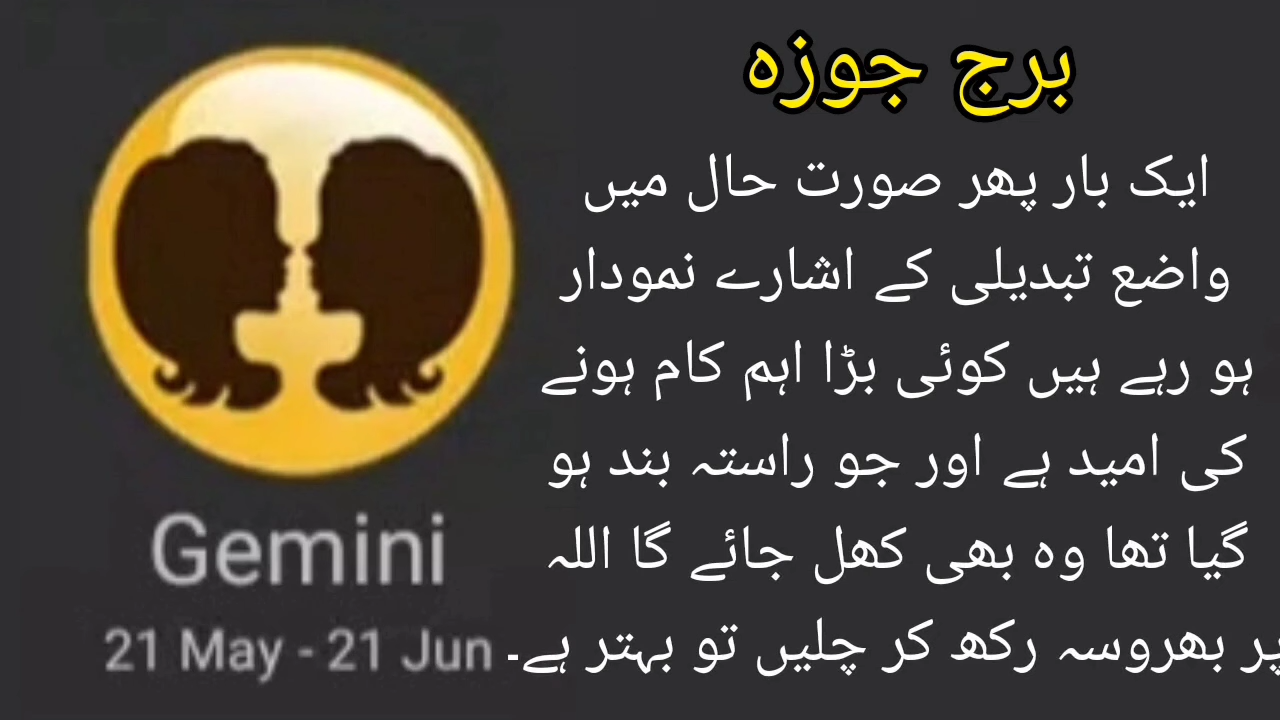 برج جوزہ
ایک بار پھر صورت حال میں
واضع تبدیلی کے اشارے نمودار
ہو رہے ہیں کوئی بڑا اہم کام ہونے
کی امید ہے اور جو راستہ بند ہو
گیا تھا وہ بھی کھل جائے گا اللہ
پر بھروسہ رکھ کر چلیں تو بہتر ہے۔
Gemini
21 May - 21 Jun